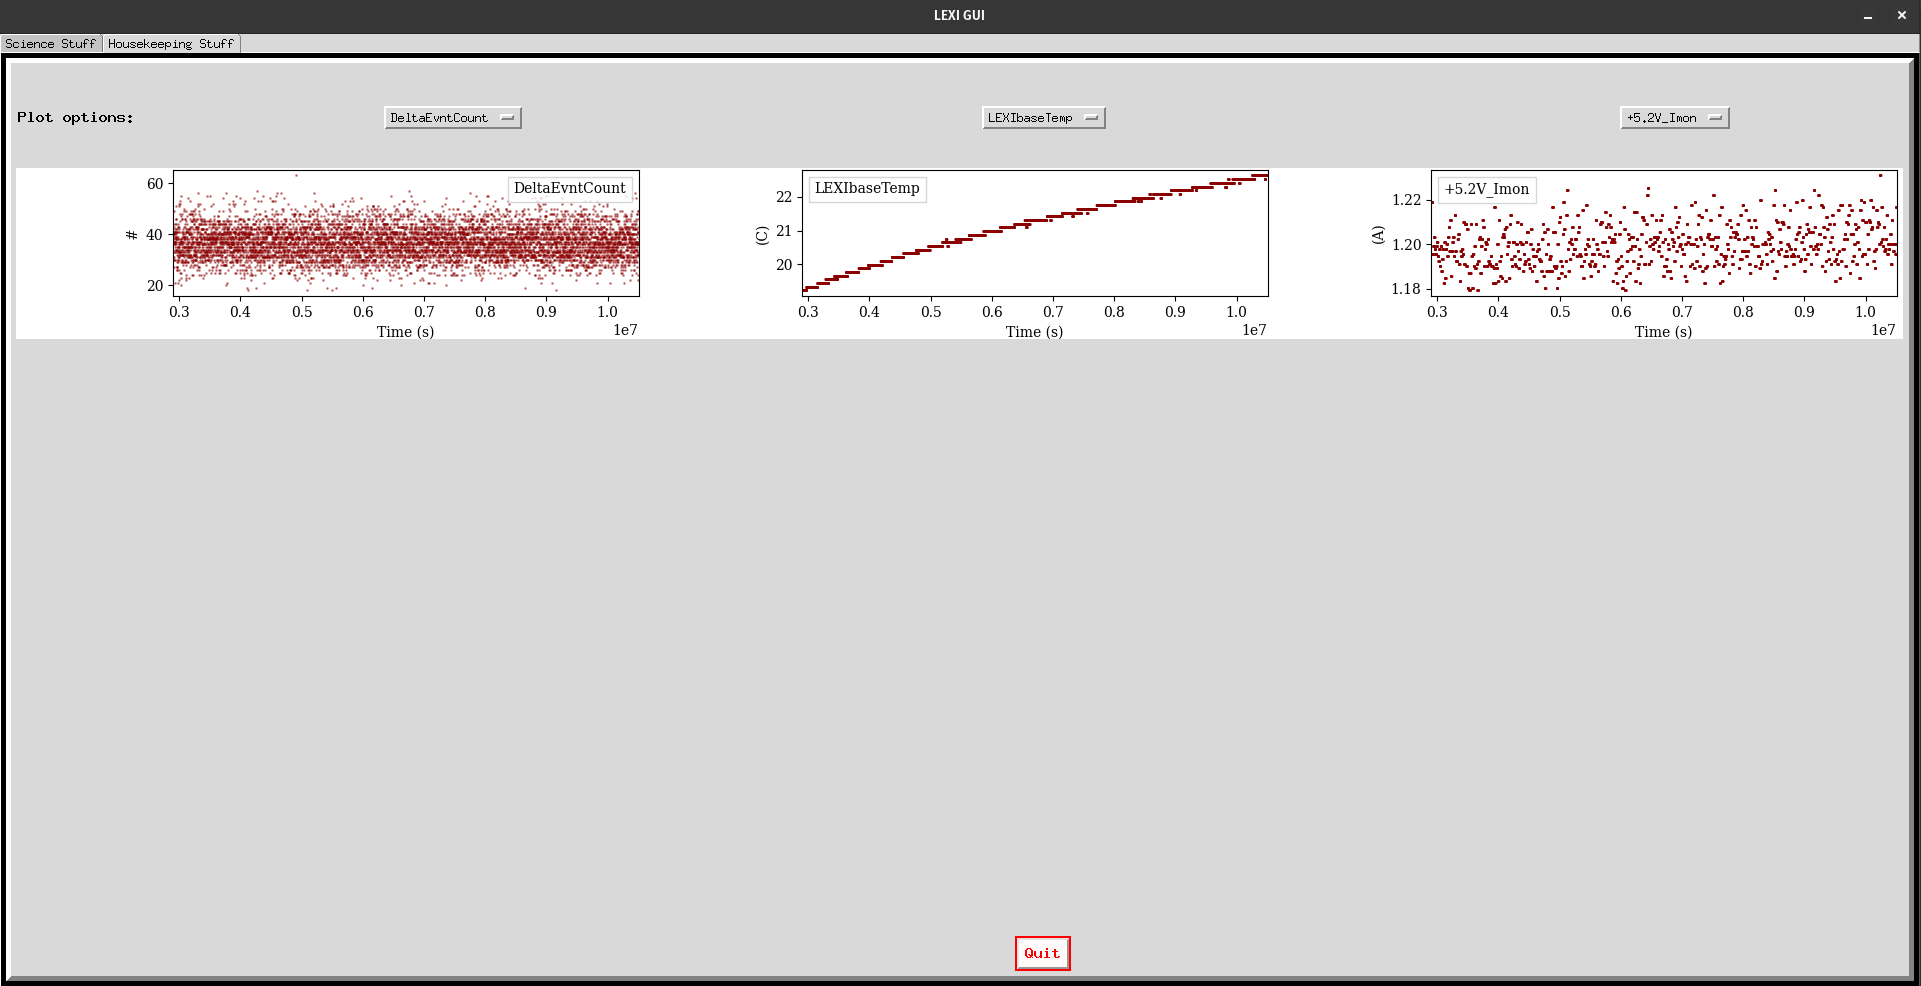 LEXI GUI
Science Stuff Housekeeping Stuff
Plot options: DeltaEvntCount LEXIbaseTemp +5.2V_Imon
DeltaEvntCount
60
40
20
#
0.3 0.4 0.5 0.6 0.7 0.8 0.9 1.0
1e7
Time (s)
LEXIbaseTemp
22
21
20
(C)
0.3 0.4 0.5 0.6 0.7 0.8 0.9 1.0
1e7
Time (s)
+5.2V_Imon
1.22
1.20
1.18
(A)
0.3 0.4 0.5 0.6 0.7 0.8 0.9 1.0
1e7
Time (s)
Quit